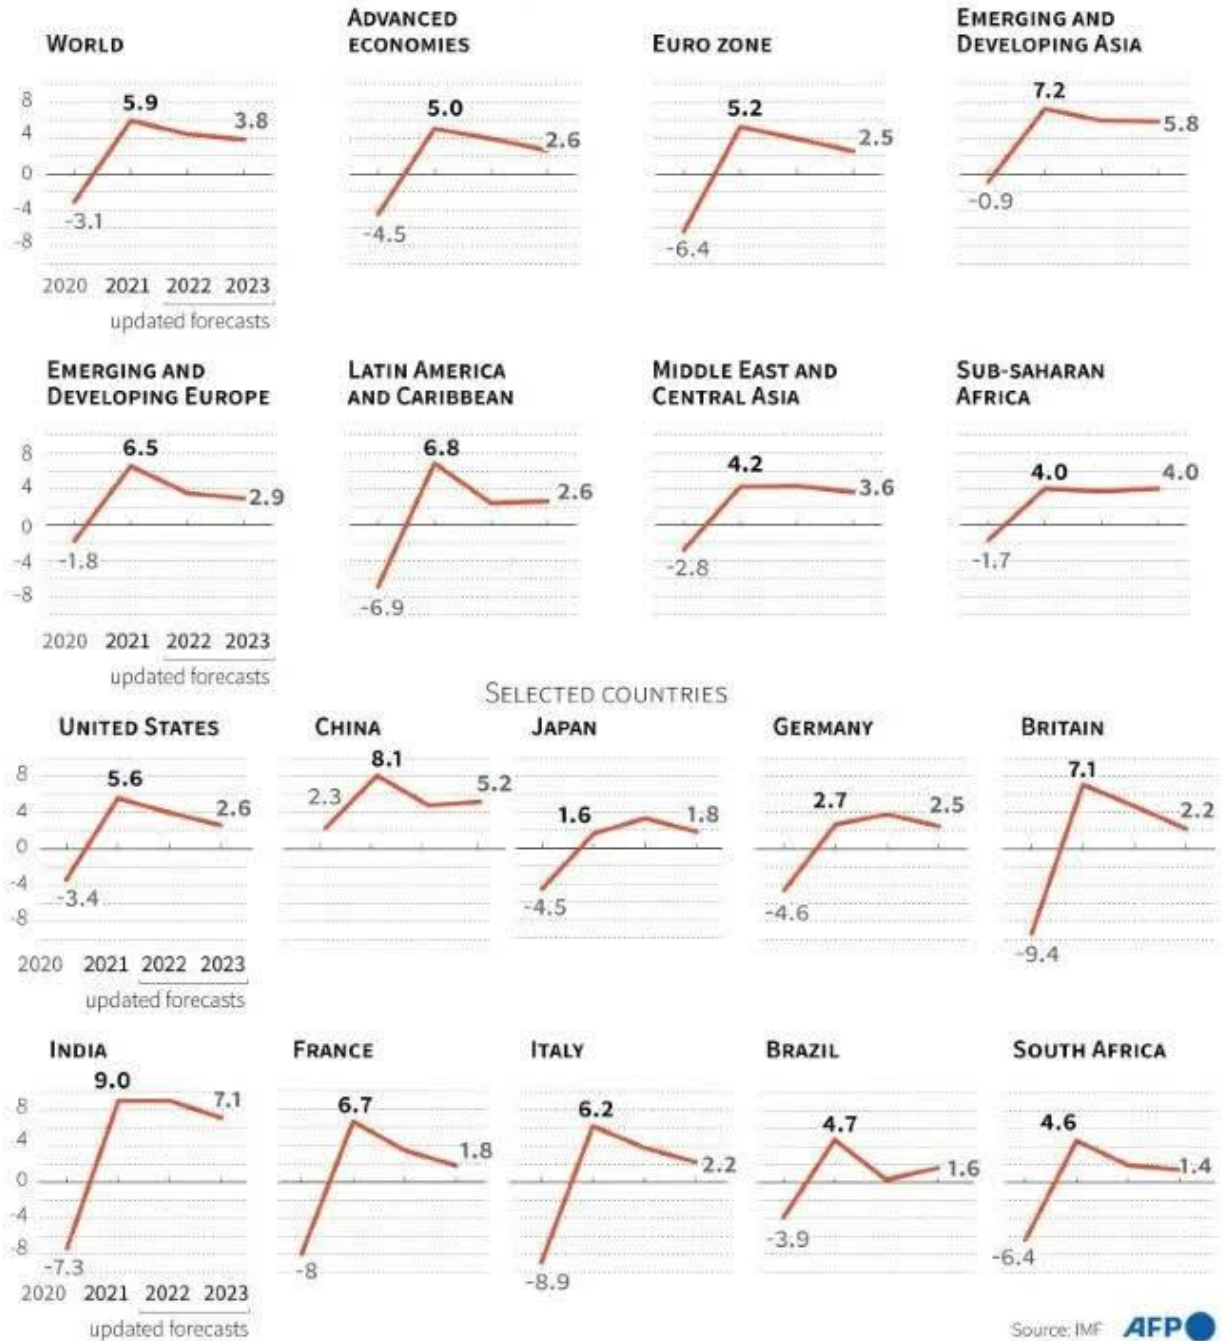 WORLD
8
4
0
-4
-8
5.9
3.8
-3.1
2020 2021 2022 2023
updated forecasts
ADVANCED
ECONOMIES
5.0
2.6
-4.5
EURO ZONE
5.2
2.5
-6.4
EMERGING AND
DEVELOPING ASIA
7.2
5.8
-0.9
EMERGING AND
DEVELOPING EUROPE
8
4
0
-4
-8
6.5
2.9
-1.8
2020 2021 2022 2023
updated forecasts
LATIN AMERICA
AND CARIBBEAN
6.8
2.6
-6.9
MIDDLE EAST AND
CENTRAL ASIA
4.2
3.6
-2.8
SUB-SAHARAN
AFRICA
4.0
4.0
-1.7
SELECTED COUNTRIES
UNITED STATES
8
4
0
-4
-8
5.6
2.6
-3.4
2020 2021 2022 2023
updated forecasts
CHINA
8.1
2.3
5.2
JAPAN
1.6
1.8
-4.5
GERMANY
2.7
2.5
-4.6
BRITAIN
7.1
2.2
-9.4
INDIA
8
4
0
-4
-8
9.0
7.1
-7.3
2020 2021 2022 2023
updated forecasts
FRANCE
6.7
1.8
-8
ITALY
6.2
2.2
-8.9
BRAZIL
4.7
1.6
-3.9
SOUTH AFRICA
4.6
1.4
-6.4
Source: IMF AFP